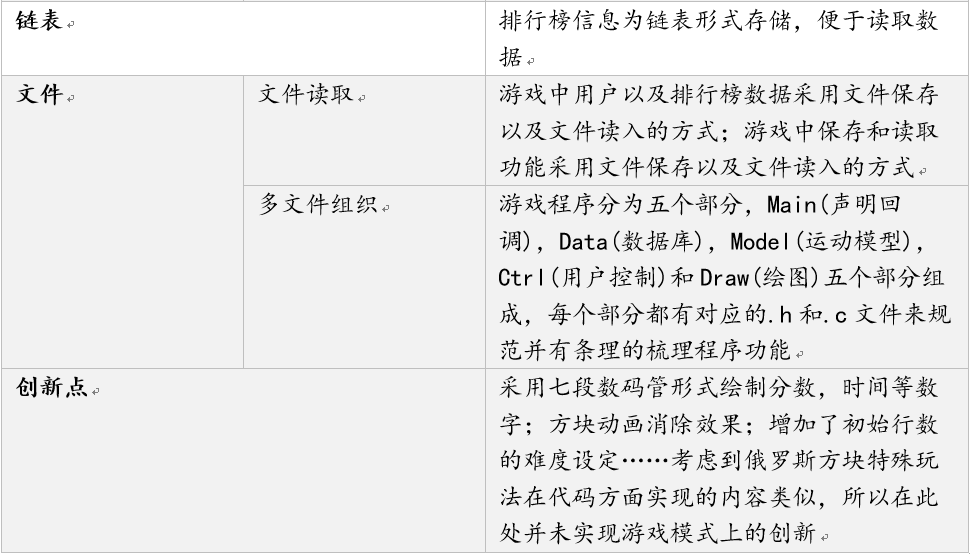 链表
排行榜信息为链表形式存储，便于读取数
据
文件
文件读取
游戏中用户以及排行榜数据采用文件保存
以及文件读入的方式；游戏中保存和读取
功能采用文件保存以及文件读入的方式
多文件组织
游戏程序分为五个部分，Main(声明回
调)，Data(数据库)，Model(运动模型)，
Ctrl(用户控制)和Draw(绘图)五个部分组
成，每个部分都有对应的.h和.c文件来规
范并有条理的梳理程序功能
创新点
采用七段数码管形式绘制分数，时间等数
字；方块动画消除效果；增加了初始行数
的难度设定……考虑到俄罗斯方块特殊玩
法在代码方面实现的内容类似，所以在此
处并未实现游戏模式上的创新